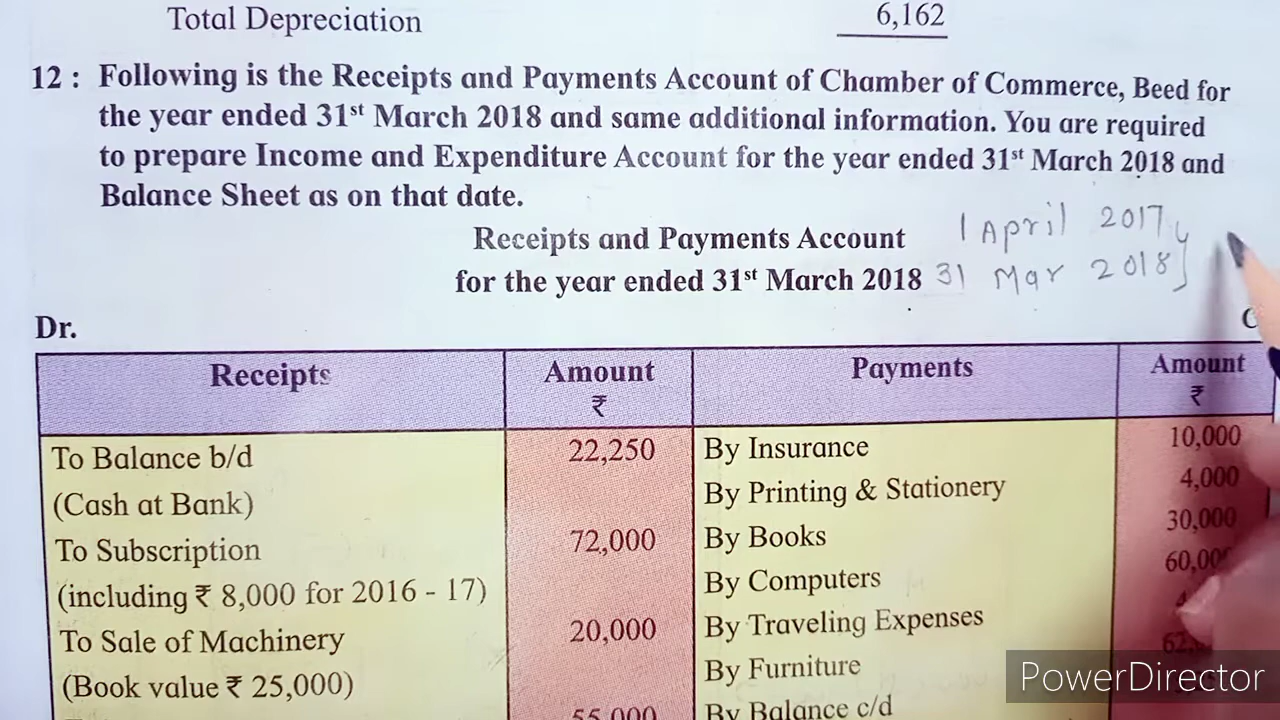 Total Depreciation 6,162
12 : Following is the Receipts and Payments Account of Chamber of Commerce, Beed for
the year ended 31st March 2018 and same additional information. You are required
to prepare Income and Expenditure Account for the year ended 31st March 2018 and
Balance Sheet as on that date.
Receipts and Payments Account 1 April 2017
for the year ended 31st March 2018 31 Mar 2018
Dr.
Receipts Amount ₹ Payments Amount ₹
To Balance b/d 22,250 By Insurance 10,000
(Cash at Bank) By Printing & Stationery 4,000
To Subscription 72,000 By Books 30,000
(including ₹ 8,000 for 2016 - 17) By Computers
To Sale of Machinery 20,000 By Traveling Expenses
(Book value ₹ 25,000) By Furniture
55,000 By Balance c/d
PowerDirector